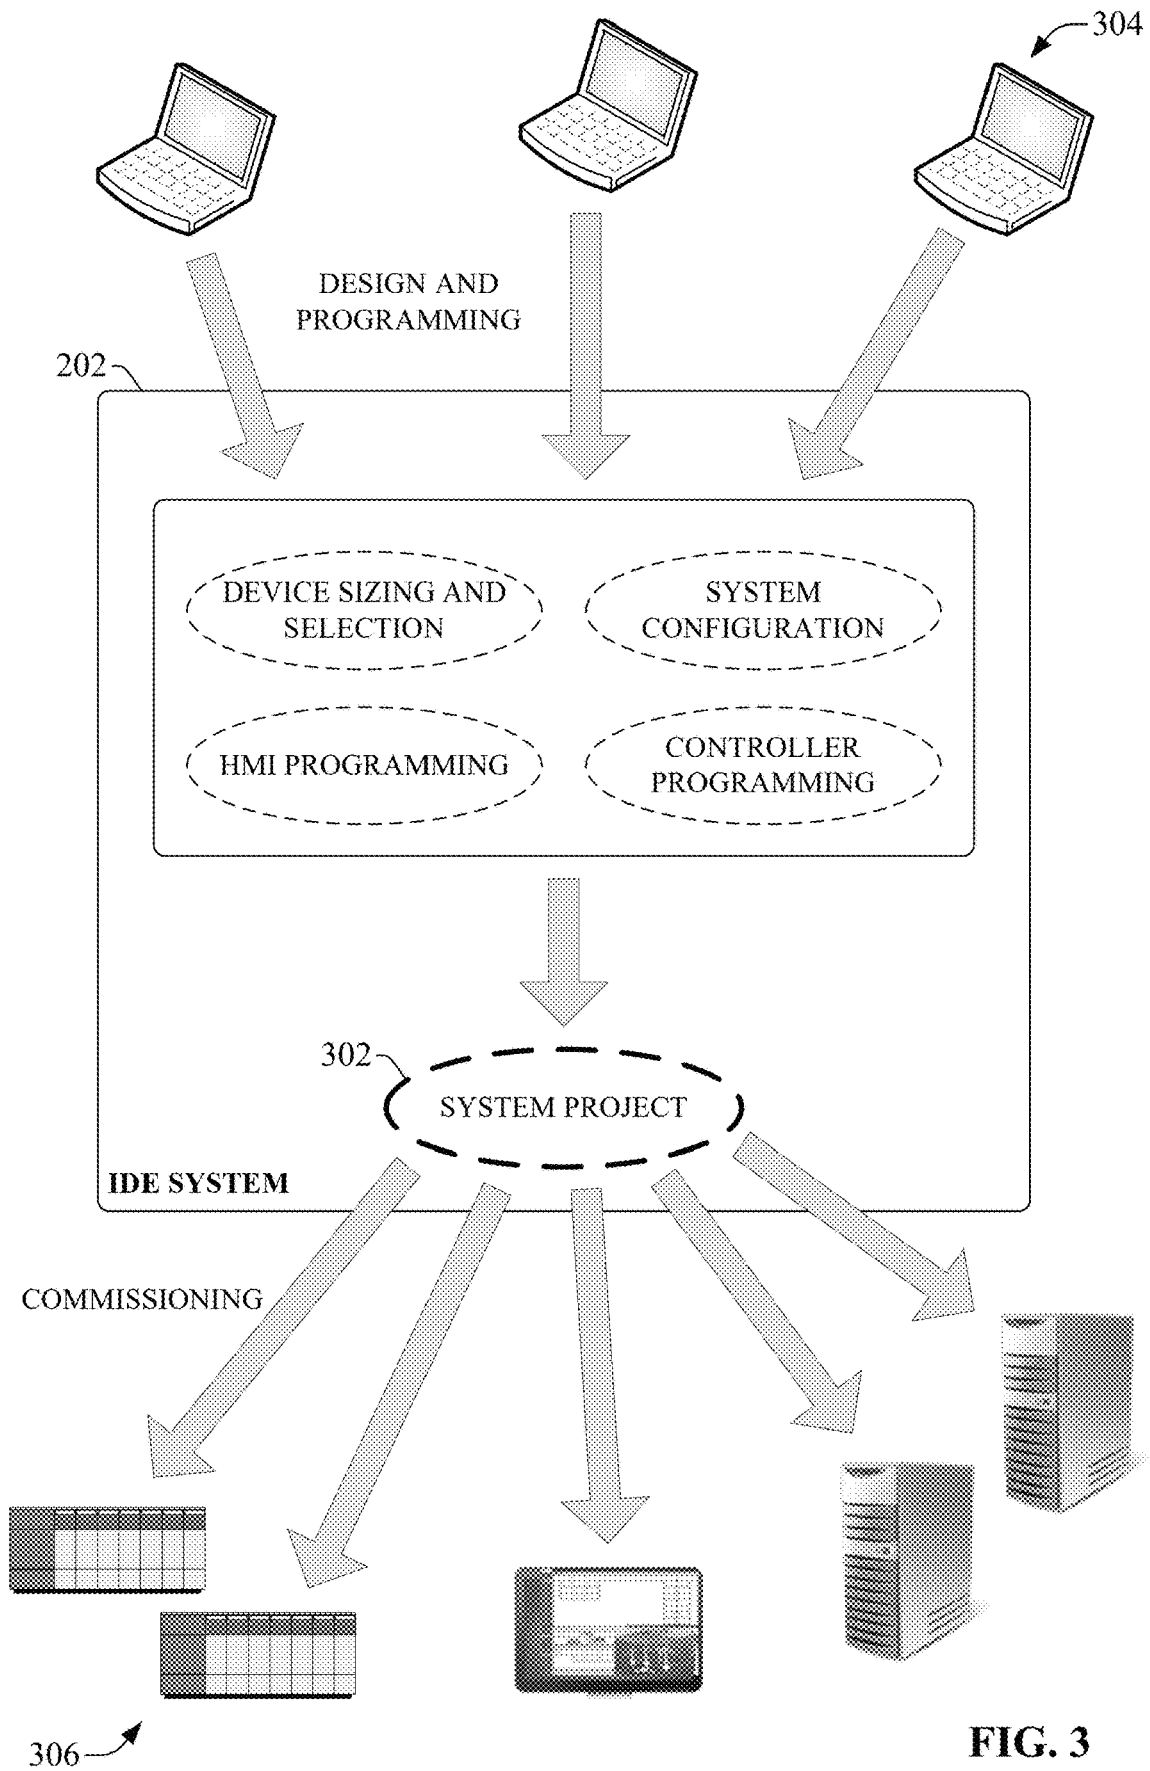 304
DESIGN AND
PROGRAMMING
202
DEVICE SIZING AND
SELECTION
SYSTEM
CONFIGURATION
HMI PROGRAMMING
CONTROLLER
PROGRAMMING
302
SYSTEM PROJECT
IDE SYSTEM
COMMISSIONING
306
FIG. 3